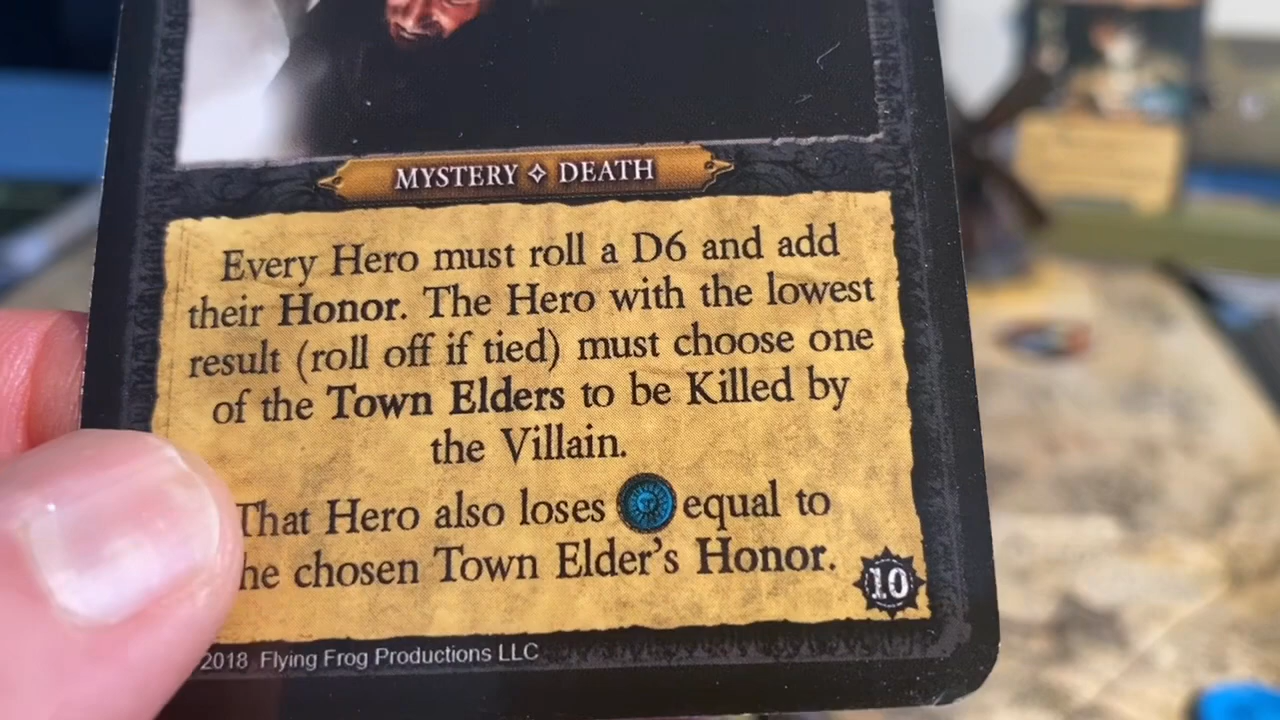 MYSTERY ✧ DEATH
Every Hero must roll a D6 and add
their Honor. The Hero with the lowest
result (roll off if tied) must choose one
of the Town Elders to be Killed by
the Villain.
That Hero also loses equal to
he chosen Town Elder's Honor.
10
2018 Flying Frog Productions LLC